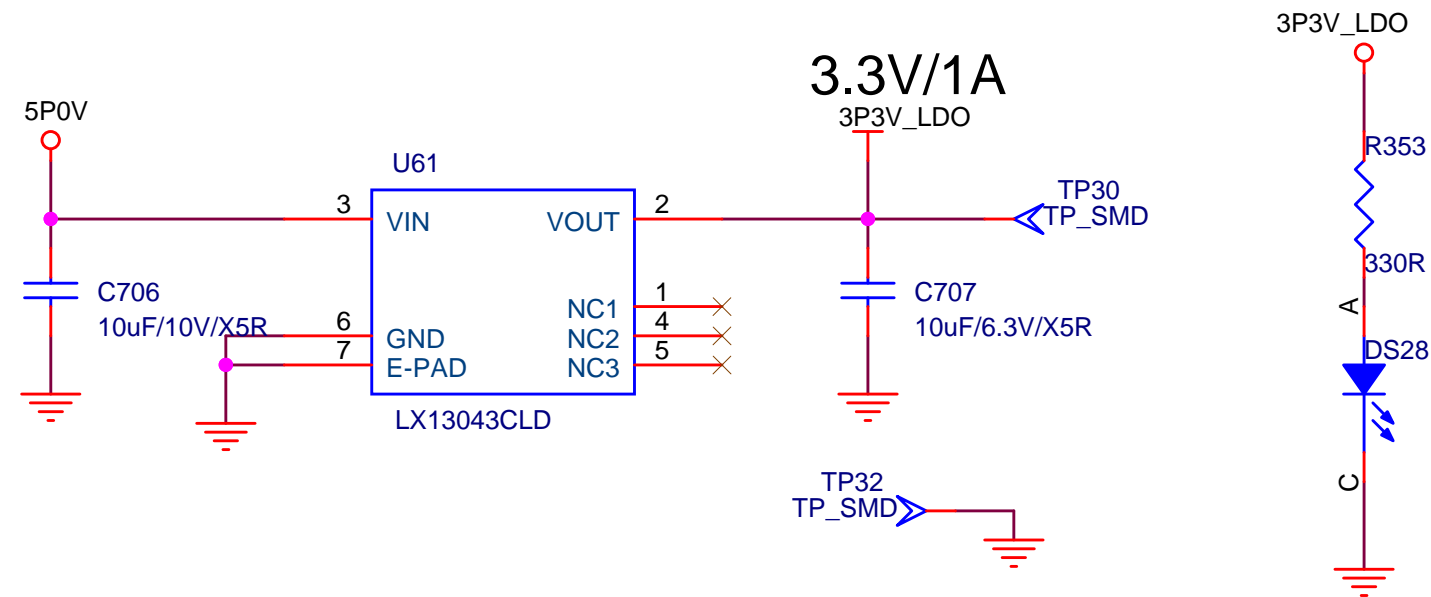 3P3V_LDO
3.3V/1A
5P0V
3P3V_LDO
R353
U61
3
VIN
VOUT
2
TP30
TP_SMD
330R
C706
10uF/10V/X5R
NC1
1
C707
10uF/6.3V/X5R
A
6
GND
NC2
4
7
E-PAD
NC3
5
DS28
LX13043CLD
TP32
TP_SMD
C